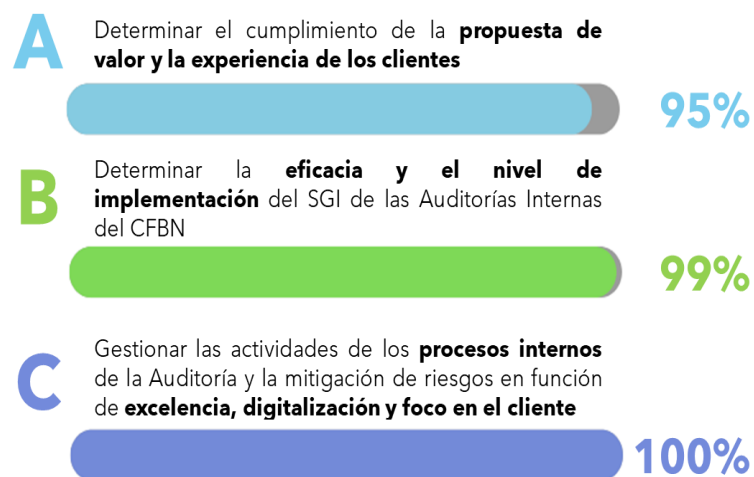 A
Determinar el cumplimiento de la propuesta de
valor y la experiencia de los clientes
95%
B
Determinar la eficacia y el nivel de
implementación del SGI de las Auditorías Internas
del CFBN
99%
C
Gestionar las actividades de los procesos internos
de la Auditoría y la mitigación de riesgos en función
de excelencia, digitalización y foco en el cliente
100%